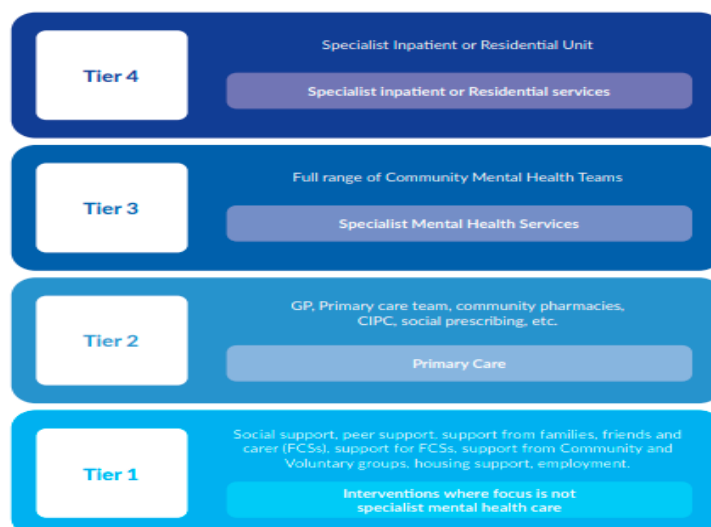 Tier 4
Specialist Inpatient or Residential Unit
Specialist inpatient or Residential services
Tier 3
Full range of Community Mental Health Teams
Specialist Mental Health Services
Tier 2
GP, Primary care team, community pharmacies,
CIPC, social prescribing, etc.
Primary Care
Tier 1
Social support, peer support, support from families, friends and
carer (FCSs), support for FCSs, support from Community and
Voluntary groups, housing support, employment.
Interventions where focus is not
specialist mental health care